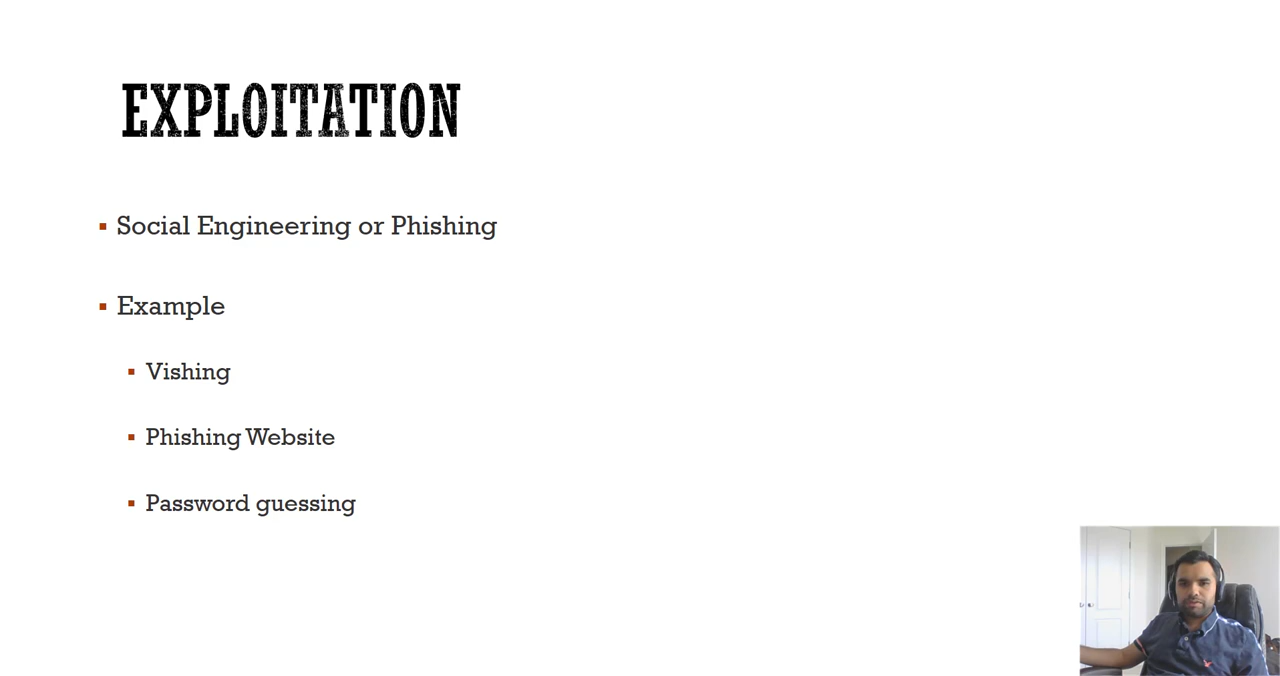 EXPLOITATION
Social Engineering or Phishing
Example
Vishing
Phishing Website
Password guessing